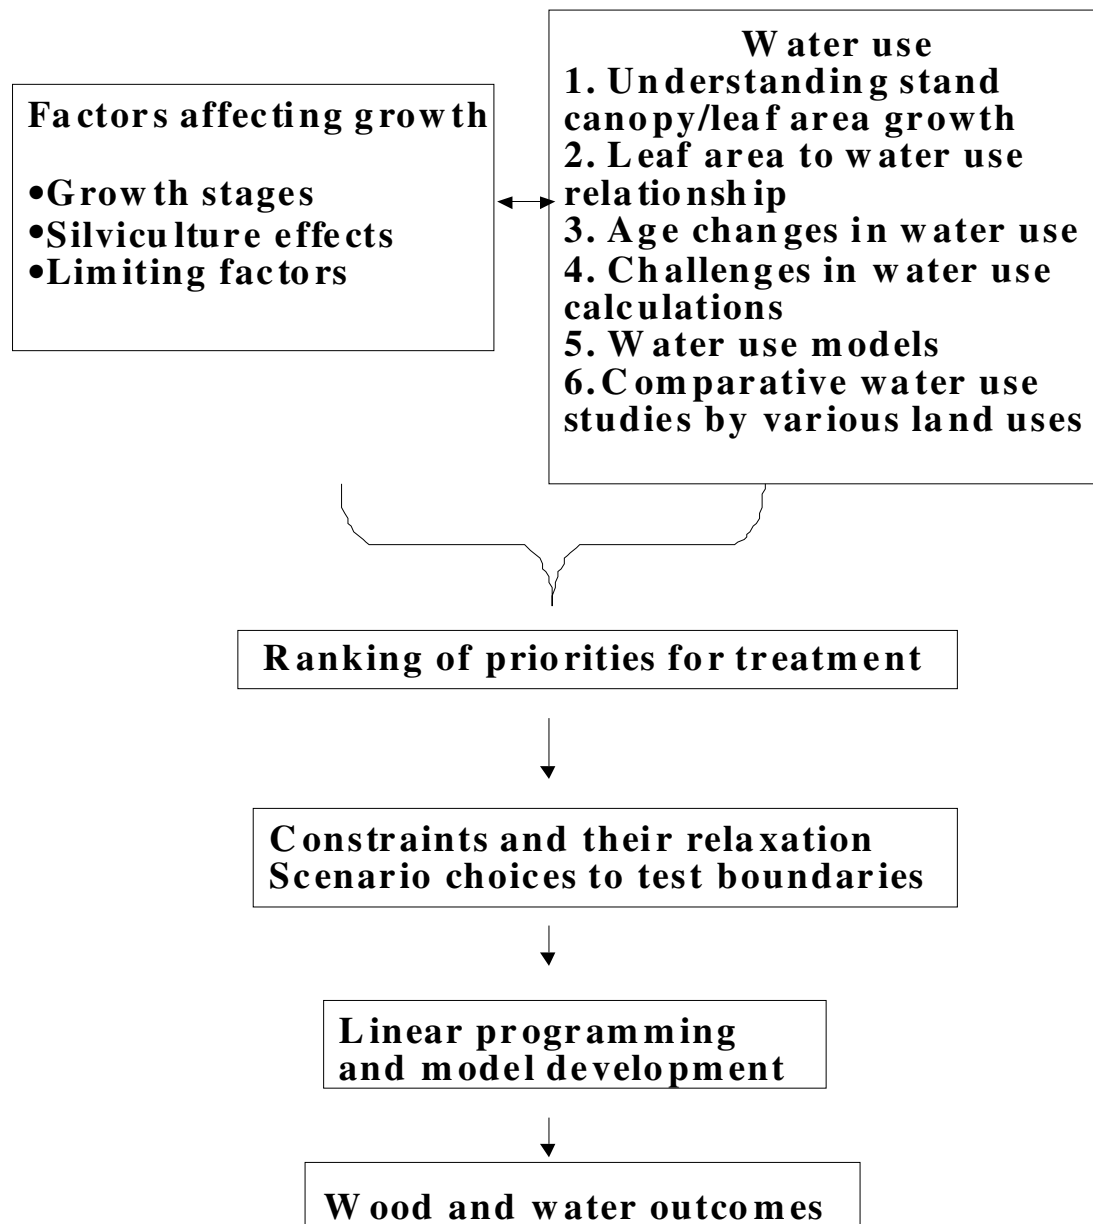 Factors affecting growth
•Growth stages
•Silviculture effects
•Limiting factors
Water use
1. Understanding stand
canopy/leaf area growth
2. Leaf area to water use
relationship
3. Age changes in water use
4. Challenges in water use
calculations
5. Water use models
6.Comparative water use
studies by various land uses
Ranking of priorities for treatment
Constraints and their relaxation
Scenario choices to test boundaries
Linear programming
and model development
Wood and water outcomes